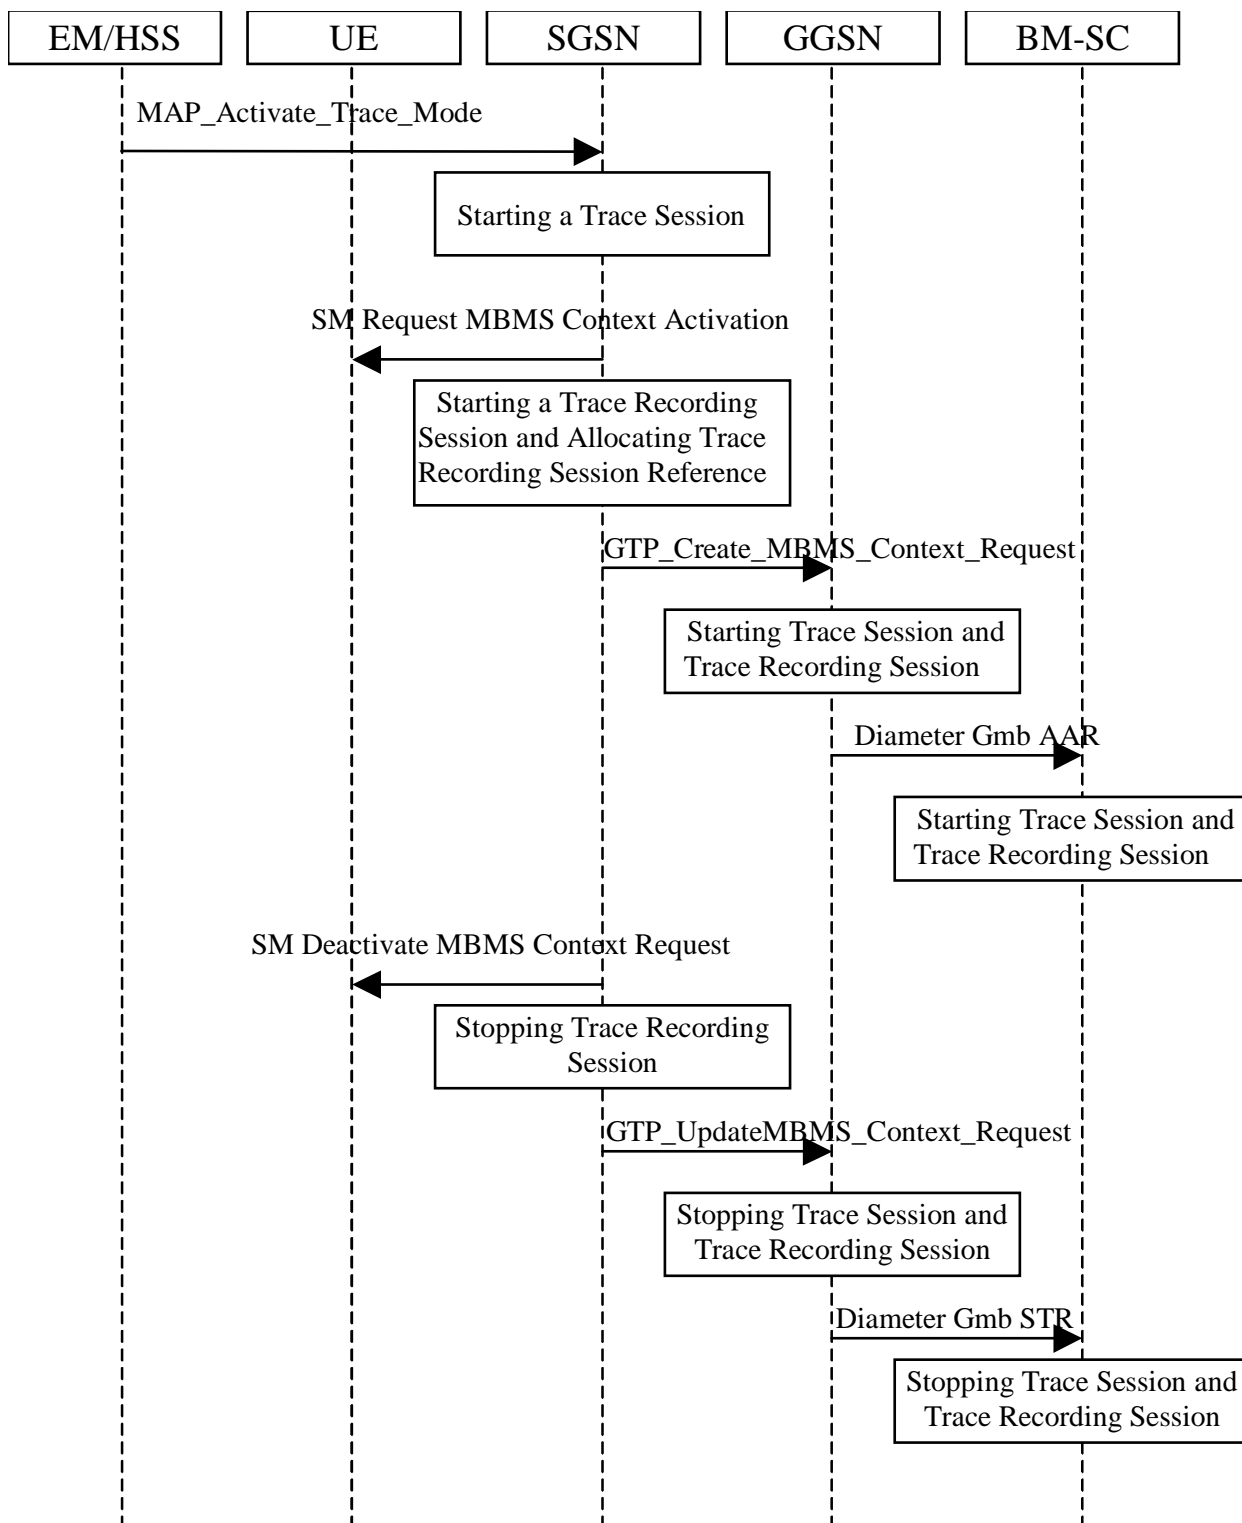 EM/HSS
UE
SGSN
GGSN
BM-SC
MAP_Activate_Trace_Mode
Starting a Trace Session
SM Request MBMS Context Activation
Starting a Trace Recording
Session and Allocating Trace
Recording Session Reference
GTP_Create_MBMS_Context_Request
Starting Trace Session and
Trace Recording Session
Diameter Gmb AAR
Starting Trace Session and
Trace Recording Session
SM Deactivate MBMS Context Request
Stopping Trace Recording
Session
GTP_UpdateMBMS_Context_Request
Stopping Trace Session and
Trace Recording Session
Diameter Gmb STR
Stopping Trace Session and
Trace Recording Session